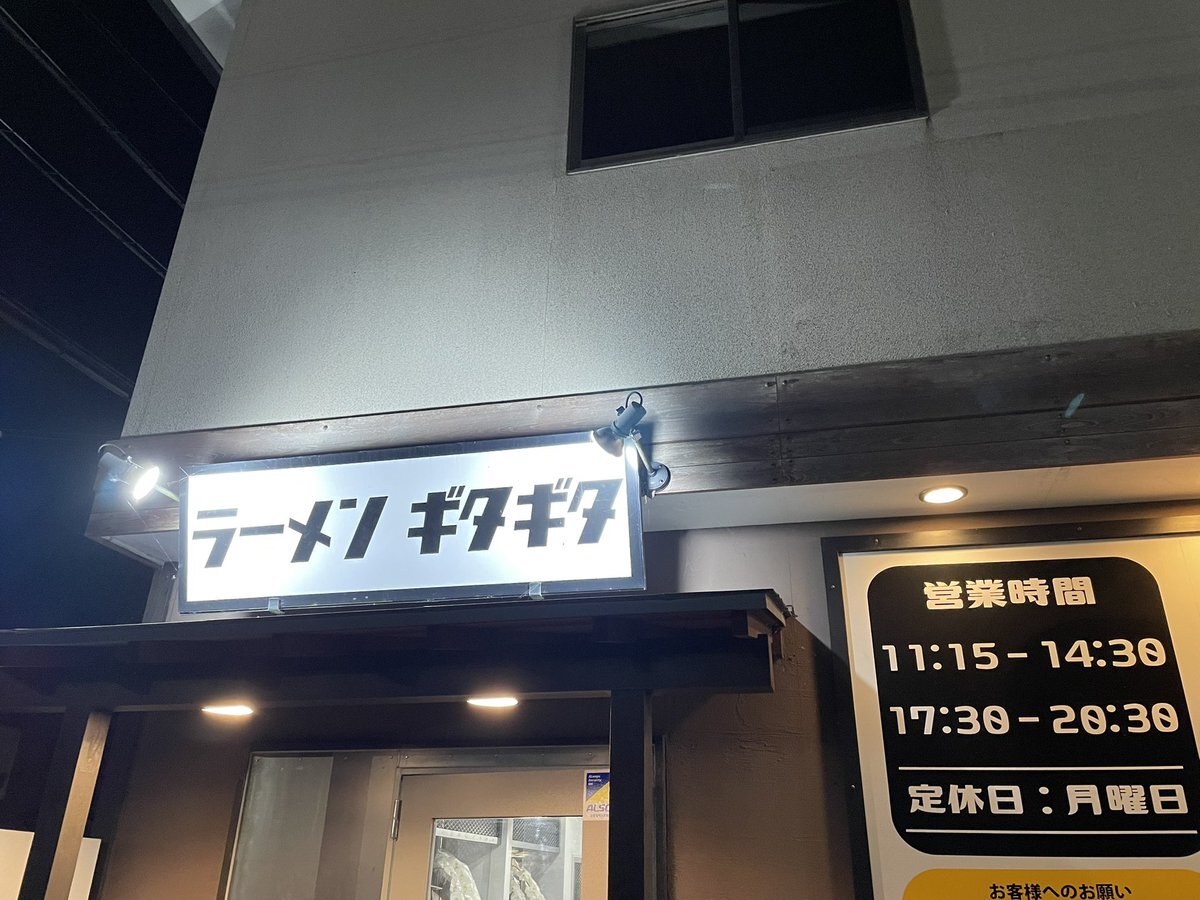 ラーメン ギタギタ
営業時間
11:15-14:30
17:30-20:30
定休日:月曜日
お客様へのお願い